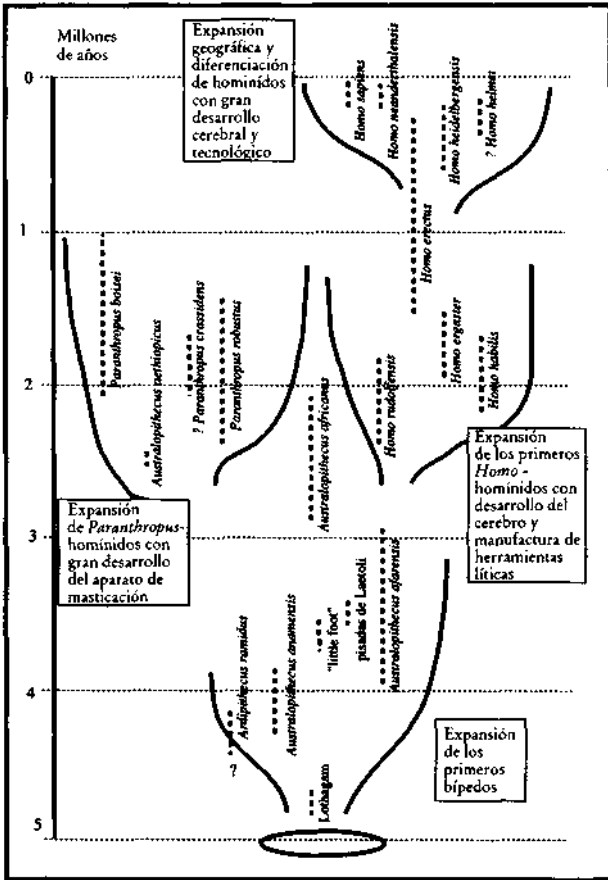 Millones
de años
0
1
2
3
4
5
Expansión
geográfica y
diferenciación
de hominídos
con gran
desarrollo
cerebral y
tecnológico
Homo sapiens
Homo neanderthalensis
Homo heidelbergensis
? Homo helmei
Homo erectus
Paranthropus boisei
Australopithecus aethiopicus
? Paranthropus crassidens
Paranthropus robustus
Australopithecus africanus
Homo rudolfensis
Homo ergaster
Homo habilis
Expansión
de Paranthropus-
homínidos con
gran desarrollo
del aparato de
masticación
Expansión
de los primeros
Homo -
homínidos con
desarrollo del
cerebro y
manufactura de
herramientas
líticas
Ardipithecus ramidus
?
Australopithecus anamensis
"little foot"
pisadas de Laetoli
Australopithecus afarensis
Lothagam
Expansión
de los
primeros
bípedos